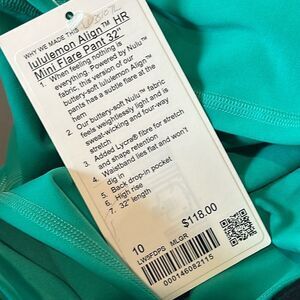 WHY WE MADE THIS
lululemon Align™ HR
Mini Flare Pant 32"
1. When feeling nothing is
everything. Powered by Nulu™
fabric, this version of our
buttery-soft lululemon Align™
pants has a subtle flare at the
hem
2. Our buttery-soft Nulu™ fabric
feels weightlessly light and is
sweat-wicking and four-way
stretch
3. Added Lycra® fibre for stretch
and shape retention
4. Waistband lies flat and won't
dig in
5. Back drop-in pocket
6. High rise
7. 32" length
10 $118.00
LW5FDPS MLGR
000146082115